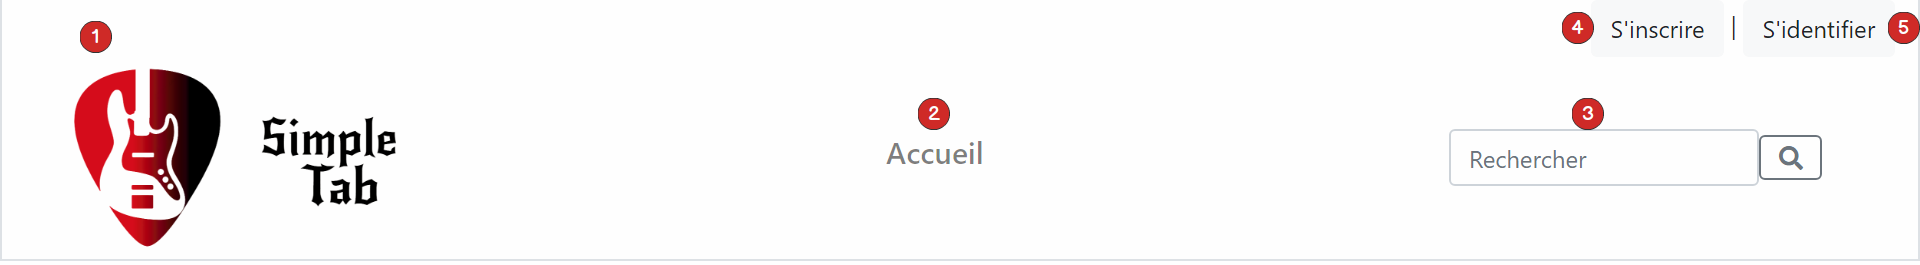 1
4 S'inscrire | S'identifier 5
2
3
Simple
Tab
Accueil
Rechercher